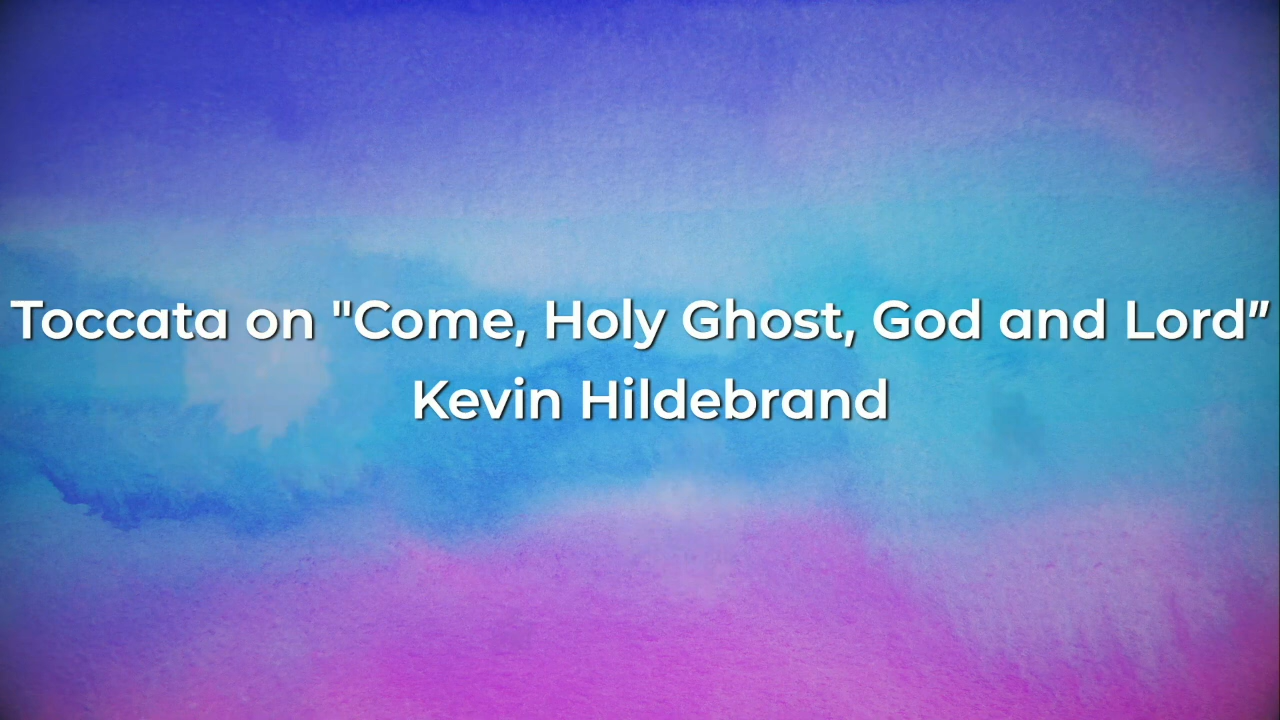 Toccata on "Come, Holy Ghost, God and Lord”
Kevin Hildebrand